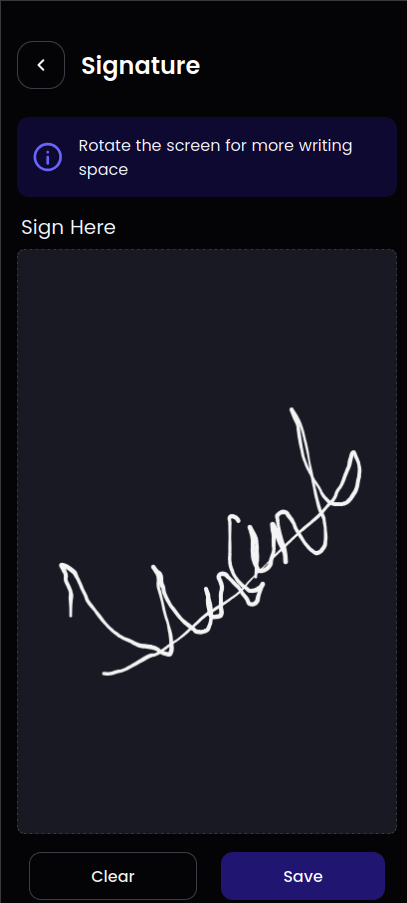 Signature
Rotate the screen for more writing
space
Sign Here
Clear
Save